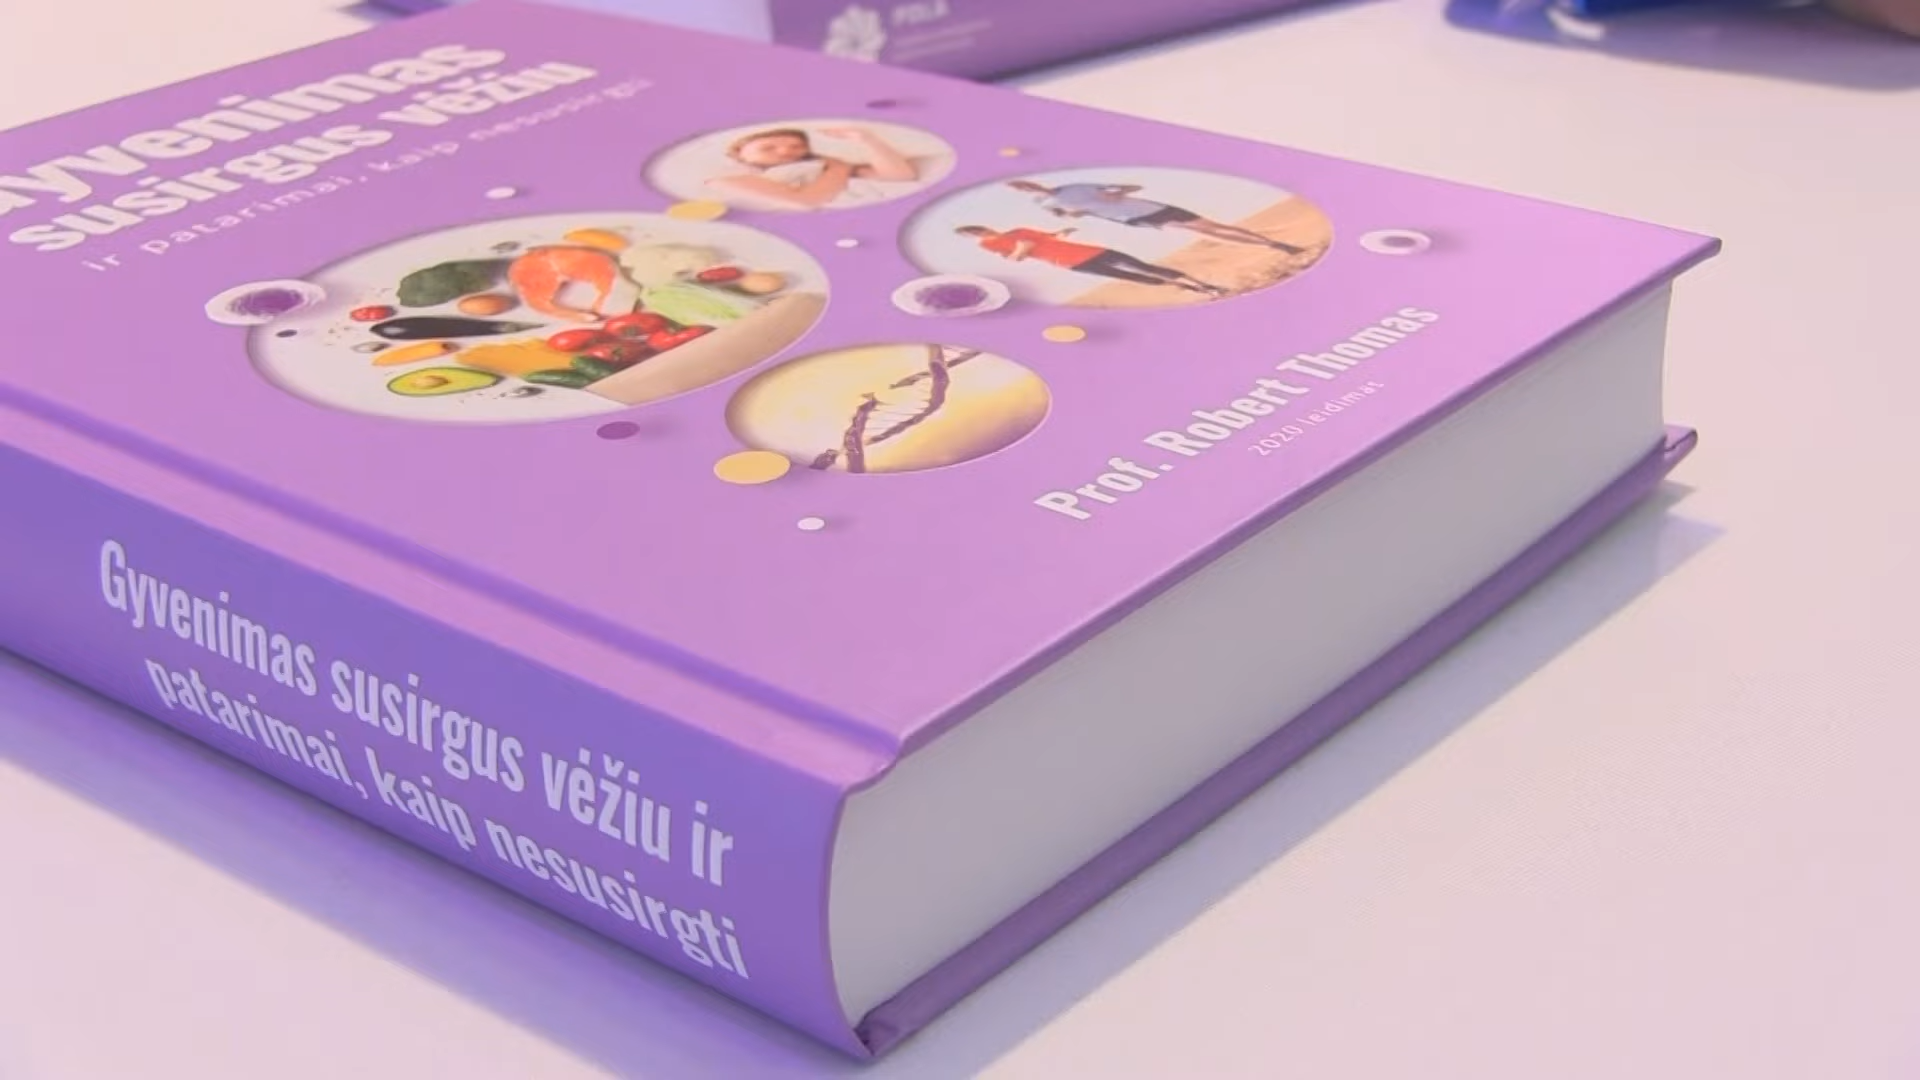 POLA
Gyvenimas
susirgus vėžiu
ir patarimai, kaip nesusirgti
Prof. Robert Thomas
2020 leidimas
Gyvenimas susirgus vėžiu ir
patarimai, kaip nesusirgti